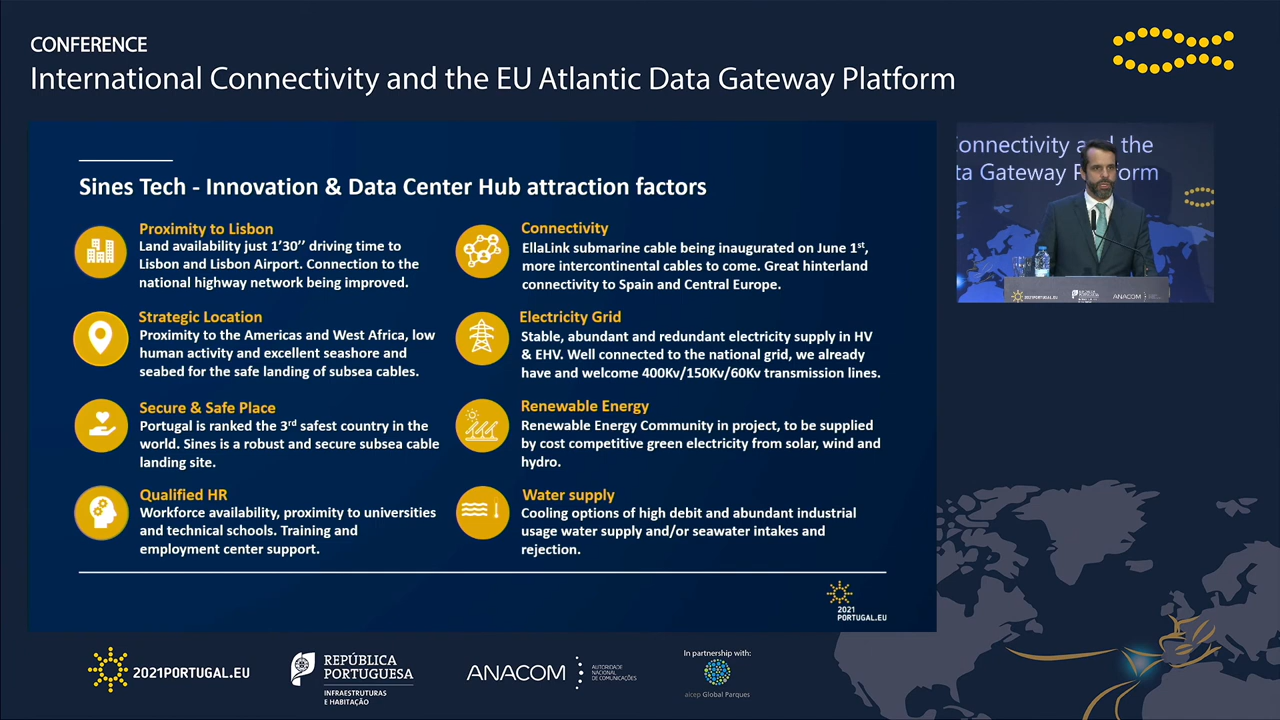 CONFERENCE
International Connectivity and the EU Atlantic Data Gateway Platform
Sines Tech - Innovation & Data Center Hub attraction factors
Proximity to Lisbon
Land availability just 1’30’’ driving time to
Lisbon and Lisbon Airport. Connection to the
national highway network being improved.
Strategic Location
Proximity to the Americas and West Africa, low
human activity and excellent seashore and
seabed for the safe landing of subsea cables.
Secure & Safe Place
Portugal is ranked the 3rd safest country in the
world. Sines is a robust and secure subsea cable
landing site.
Qualified HR
Workforce availability, proximity to universities
and technical schools. Training and
employment center support.
Connectivity
EllaLink submarine cable being inaugurated on June 1st,
more intercontinental cables to come. Great hinterland
connectivity to Spain and Central Europe.
Electricity Grid
Stable, abundant and redundant electricity supply in HV
& EHV. Well connected to the national grid, we already
have and welcome 400Kv/150Kv/60Kv transmission lines.
Renewable Energy
Renewable Energy Community in project, to be supplied
by cost competitive green electricity from solar, wind and
hydro.
Water supply
Cooling options of high debit and abundant industrial
usage water supply and/or seawater intakes and
rejection.
2021
PORTUGAL.EU
onnectivity and the
ta Gateway P form
2021PORTUGAL.EU
ANACOM
2021PORTUGAL.EU
REPÚBLICA
PORTUGUESA
INFRAESTRUTURAS
E HABITAÇÃO
ANACOM
AUTORIDADE
NACIONAL
DE COMUNICAÇÕES
In partnership with:
aicep Global Parques